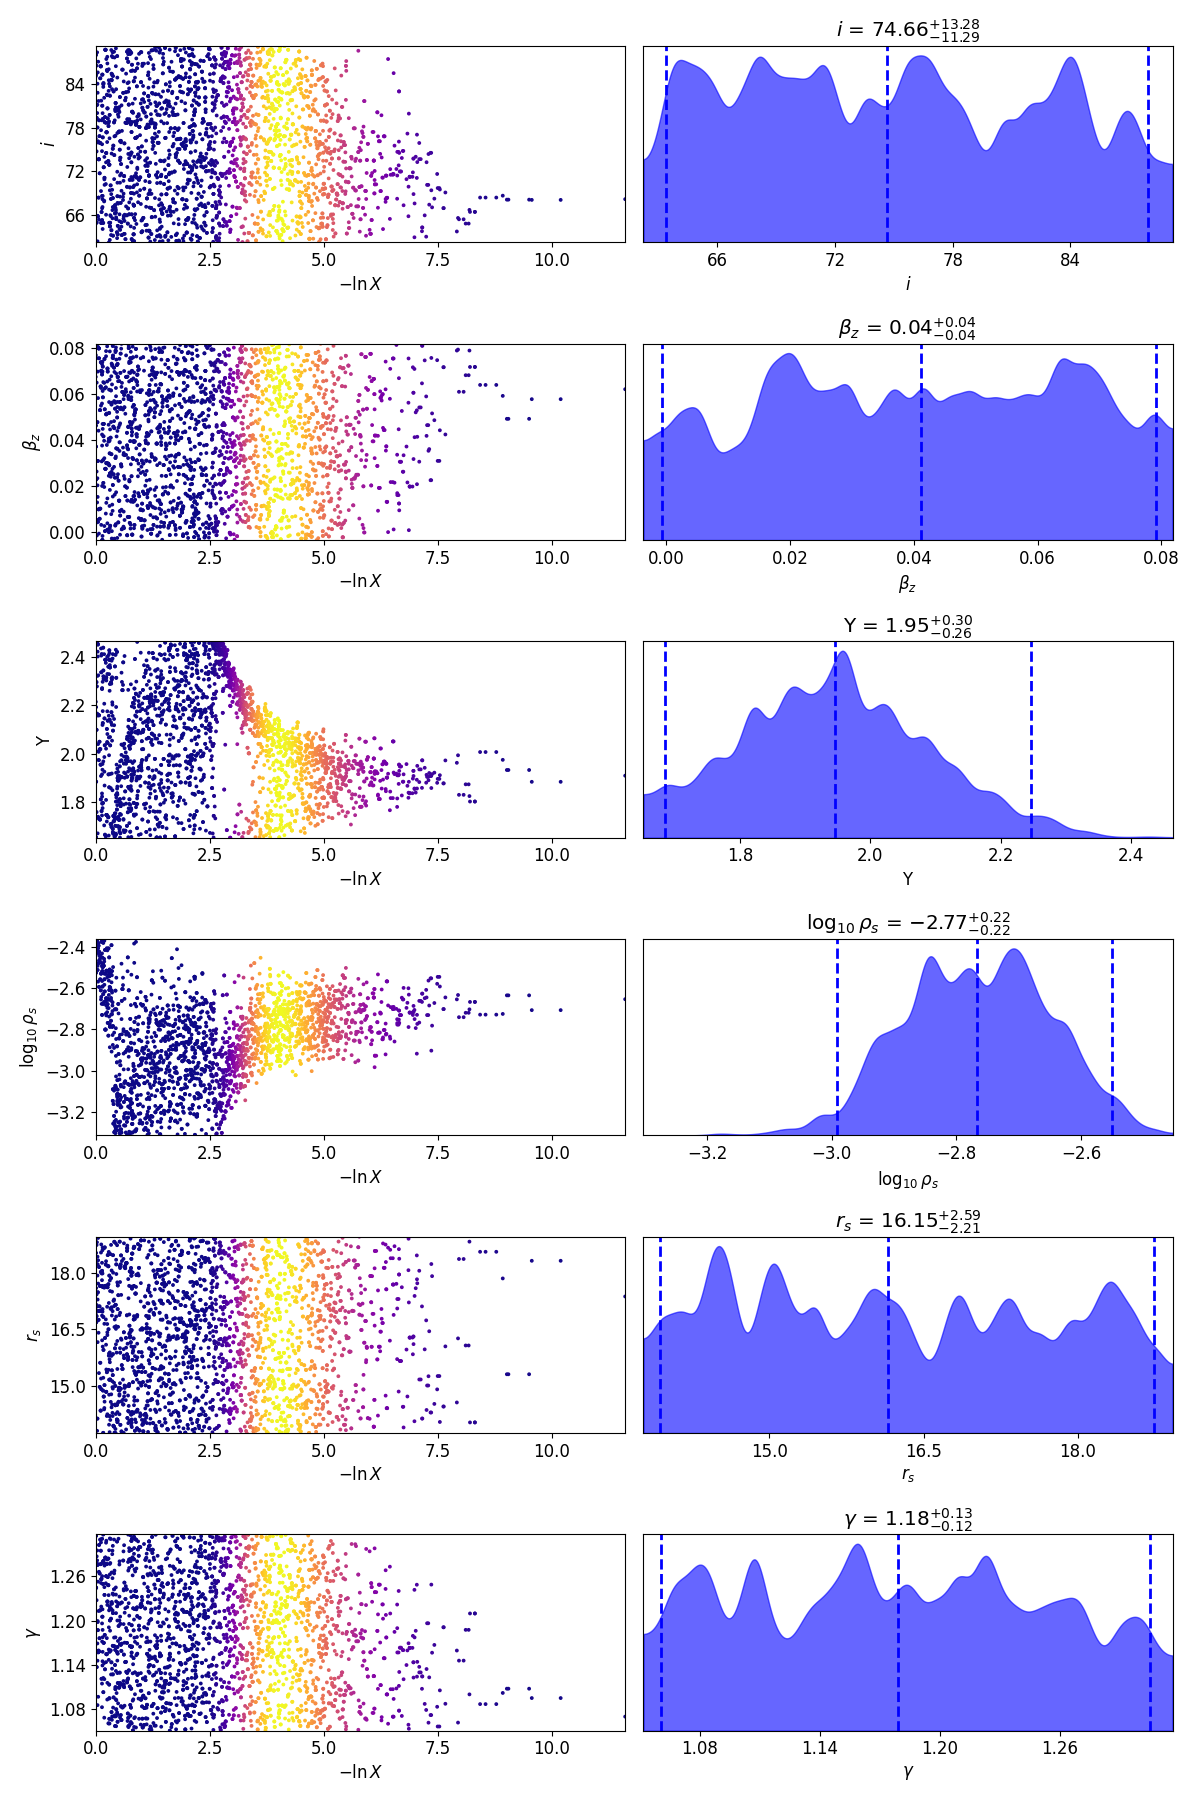 i = 74.66 +13.28 −11.29
84
78
72
66
i
0.0 2.5 5.0 7.5 10.0
−ln X
66 72 78 84
i
β_z = 0.04 +0.04 −0.04
0.08
0.06
0.04
0.02
0.00
β_z
0.0 2.5 5.0 7.5 10.0
−ln X
0.00 0.02 0.04 0.06 0.08
β_z
Y = 1.95 +0.30 −0.26
2.4
2.2
2.0
1.8
Y
0.0 2.5 5.0 7.5 10.0
−ln X
1.8 2.0 2.2 2.4
Y
log₁₀ ρ_s = −2.77 +0.22 −0.22
−2.4
−2.6
−2.8
−3.0
−3.2
log₁₀ ρ_s
0.0 2.5 5.0 7.5 10.0
−ln X
−3.2 −3.0 −2.8 −2.6
log₁₀ ρ_s
r_s = 16.15 +2.59 −2.21
18.0
16.5
15.0
r_s
0.0 2.5 5.0 7.5 10.0
−ln X
15.0 16.5 18.0
r_s
γ = 1.18 +0.13 −0.12
1.26
1.20
1.14
1.08
γ
0.0 2.5 5.0 7.5 10.0
−ln X
1.08 1.14 1.20 1.26
γ